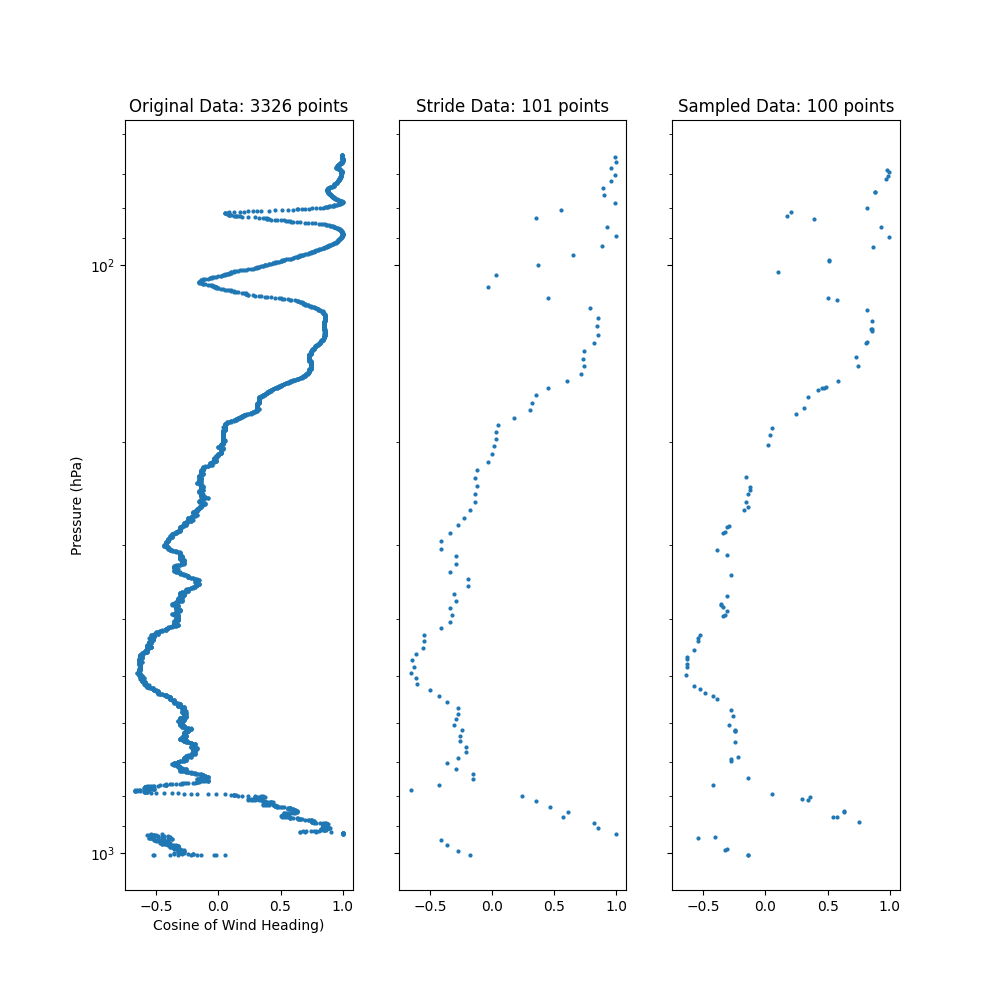 Original Data: 3326 points
Stride Data: 101 points
Sampled Data: 100 points
Pressure (hPa)
10²
10³
−0.5 0.0 0.5 1.0
−0.5 0.0 0.5 1.0
−0.5 0.0 0.5 1.0
Cosine of Wind Heading)